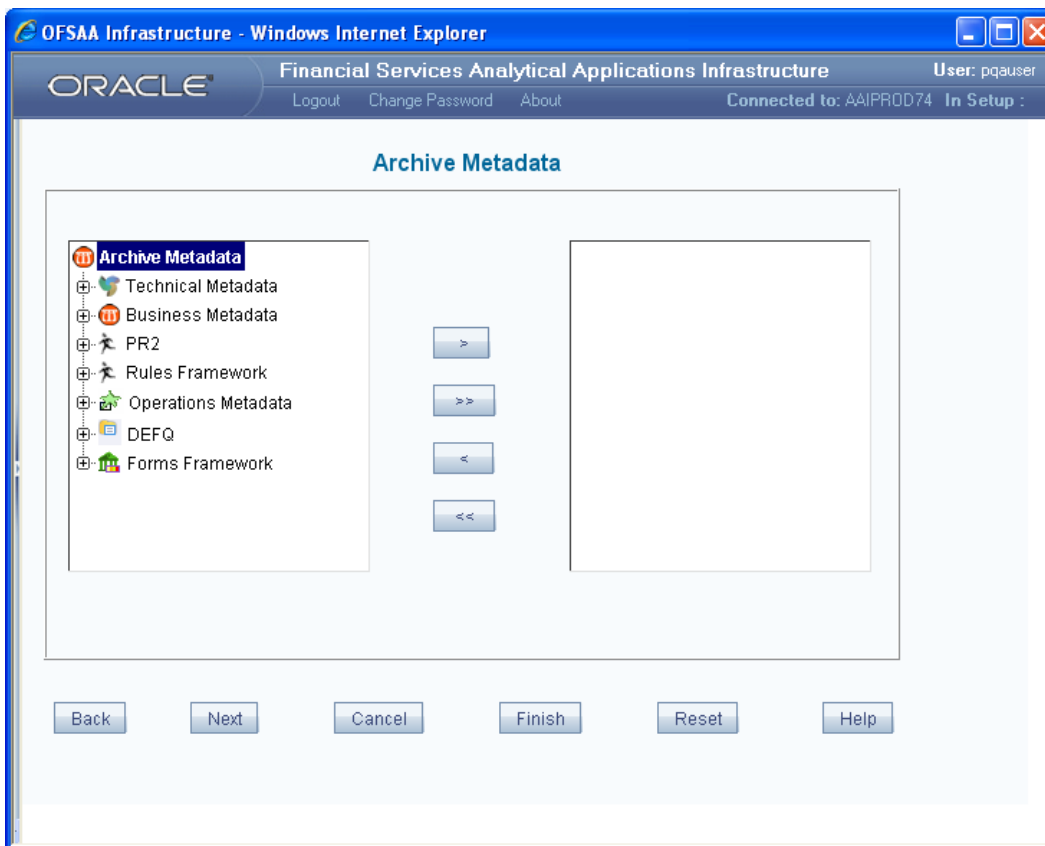 OFSAA Infrastructure - Windows Internet Explorer
ORACLE
Financial Services Analytical Applications Infrastructure
User: pqauser
Logout Change Password About
Connected to: AAIPROD74 In Setup :
Archive Metadata
Archive Metadata
Technical Metadata
Business Metadata
PR2
Rules Framework
Operations Metadata
DEFQ
Forms Framework
>
>>
<
<<
Back Next Cancel Finish Reset Help